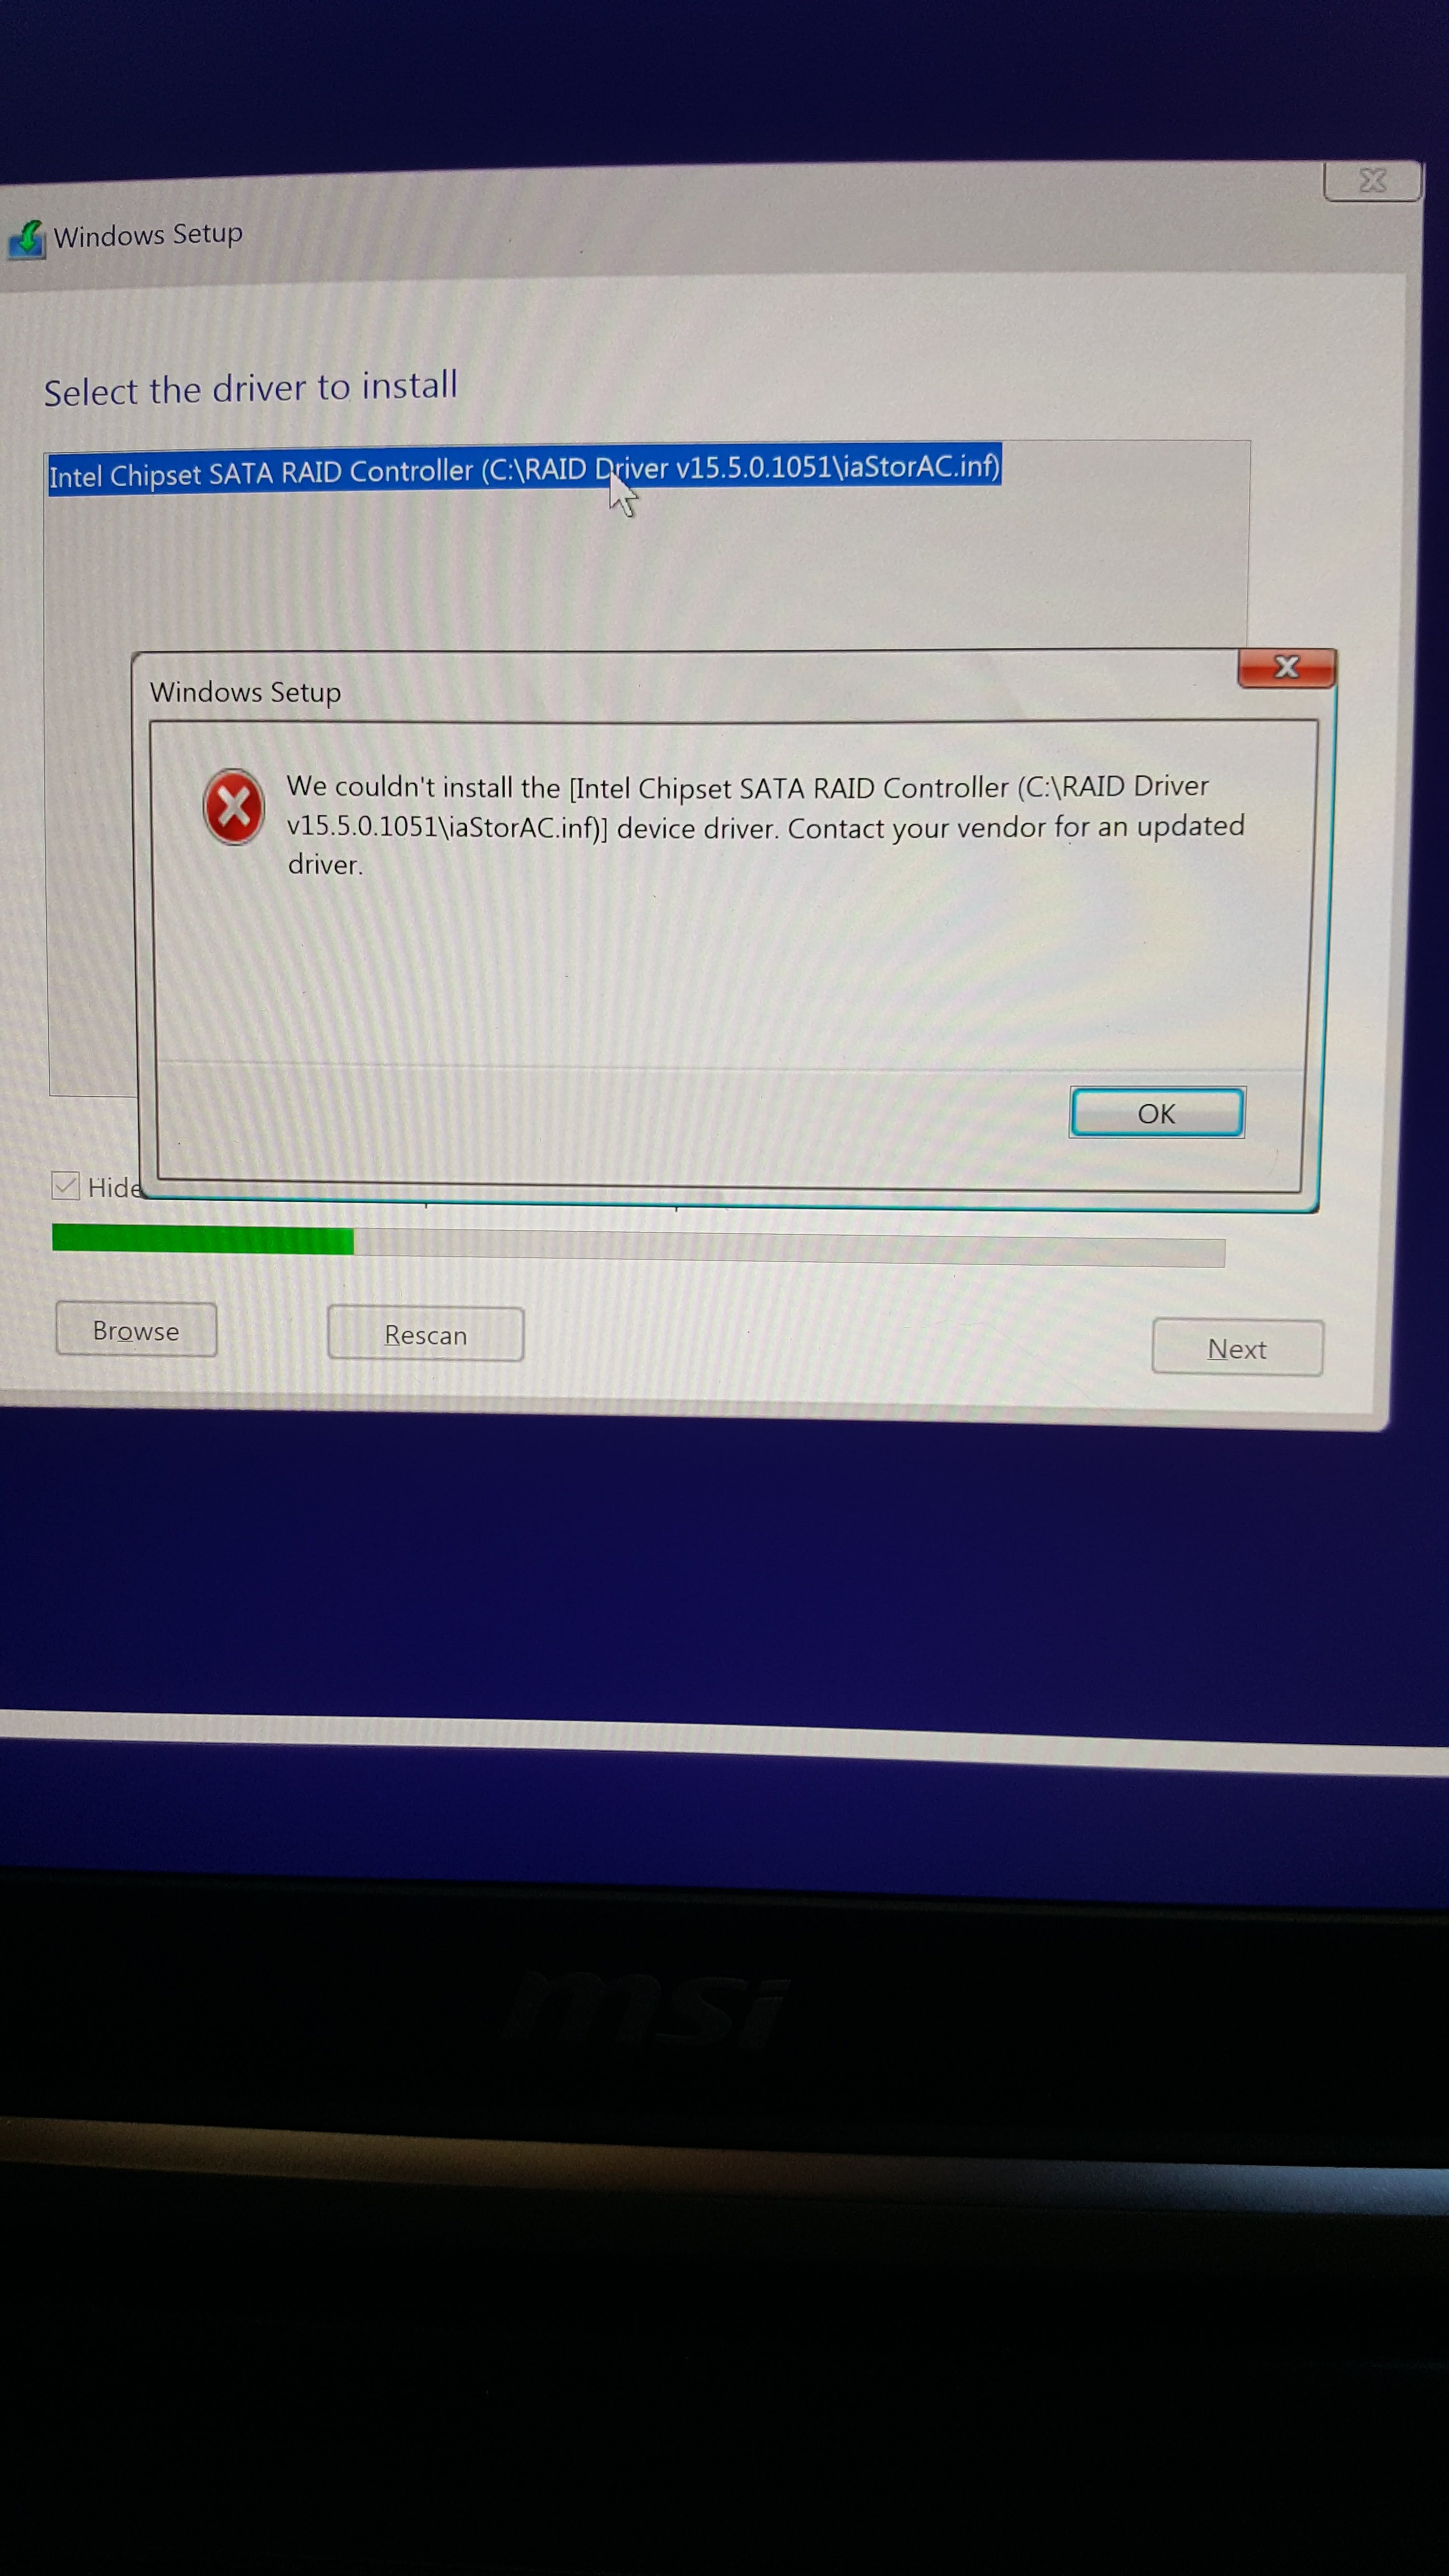 Windows Setup
Select the driver to install
Intel Chipset SATA RAID Controller (C:\RAID Driver v15.5.0.1051\iaStorAC.inf)
Windows Setup
We couldn't install the [Intel Chipset SATA RAID Controller (C:\RAID Driver
v15.5.0.1051\iaStorAC.inf)] device driver. Contact your vendor for an updated
driver.
OK
Hide
Browse
Rescan
Next
msi